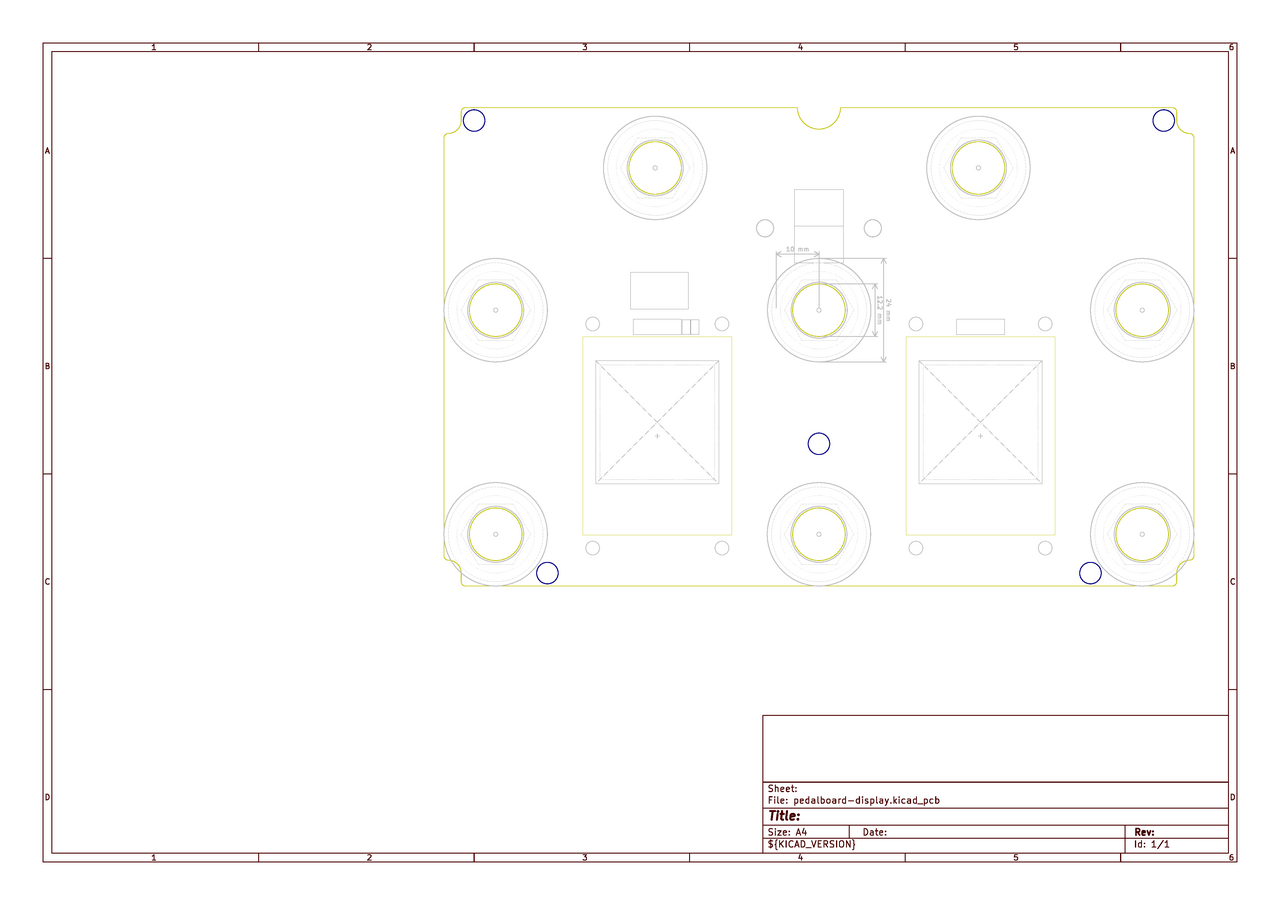 1 2 3 4 5 6
A A
10 mm
24 mm
12.2 mm
B B
C C
Sheet:
D D
File: pedalboard-display.kicad_pcb
Title:
Size: A4 Date: Rev:
${KICAD_VERSION} Id: 1/1
1 2 3 4 5 6